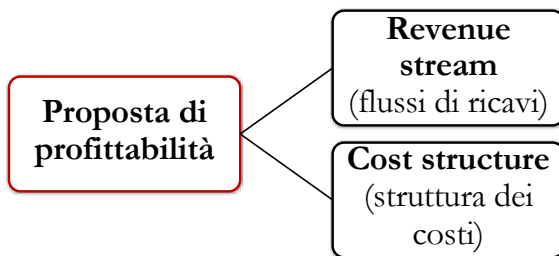 Proposta di
profittabilità
Revenue
stream
(flussi di ricavi)
Cost structure
(struttura dei
costi)